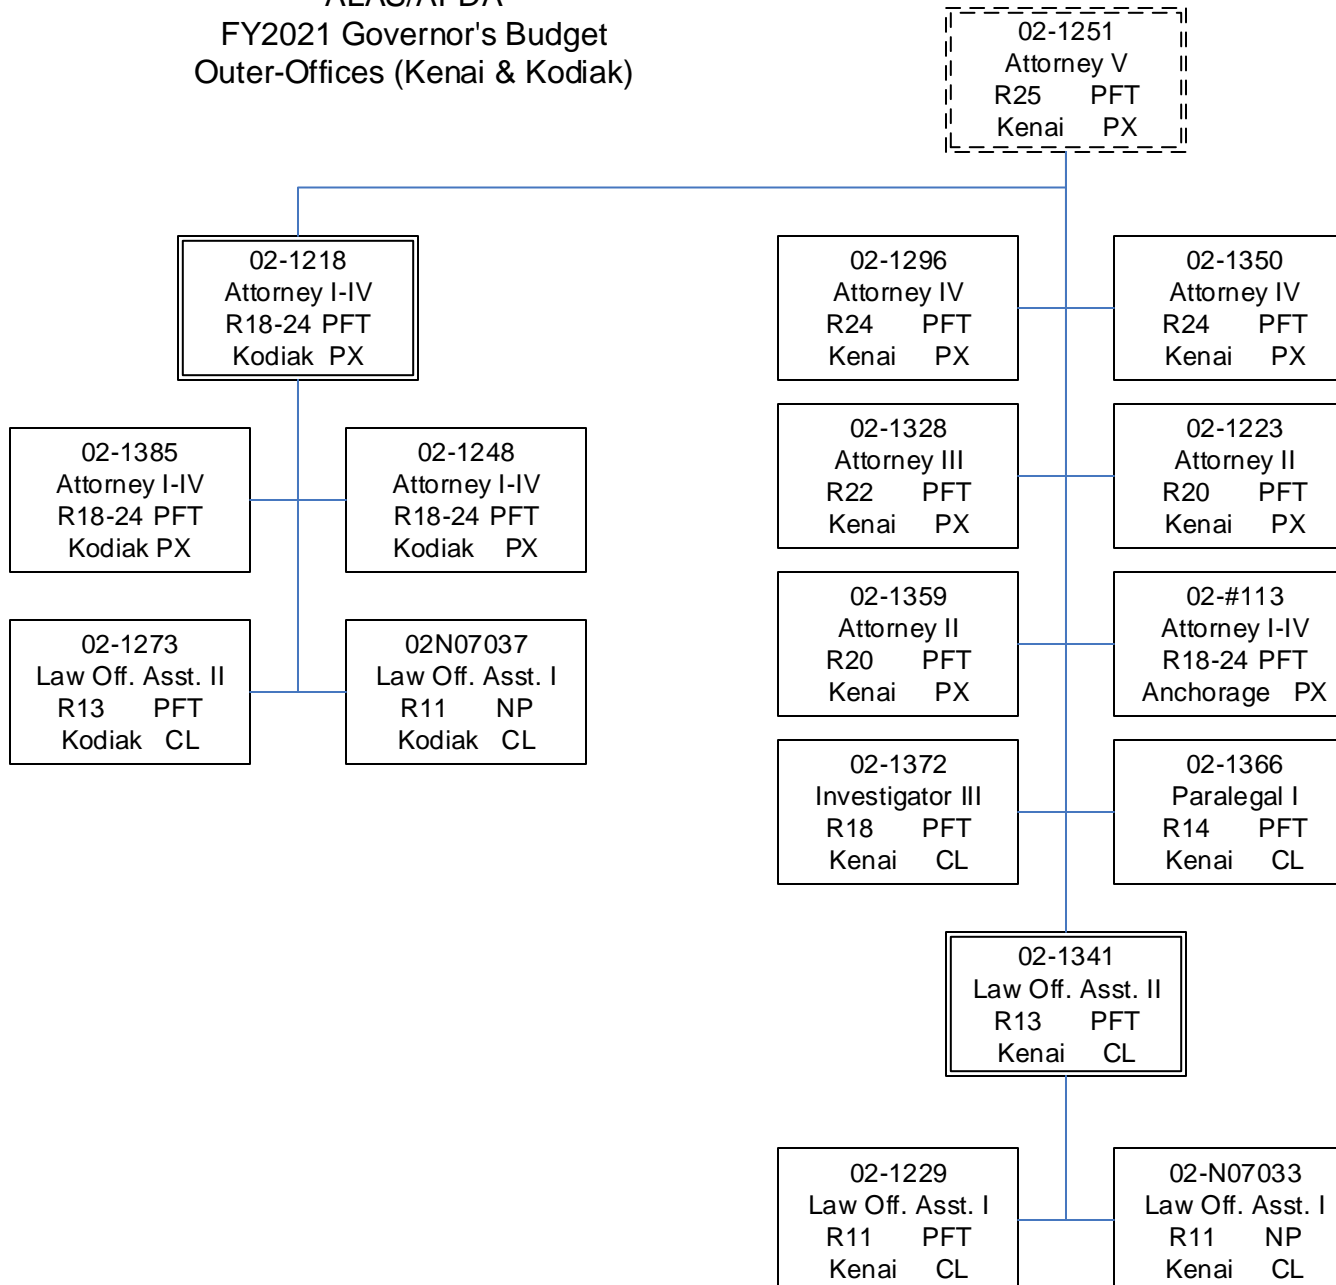 FY2021 Governor's Budget
Outer-Offices (Kenai & Kodiak)
02-1251
Attorney V
R25 PFT
Kenai PX
02-1218
Attorney I-IV
R18-24 PFT
Kodiak PX
02-1385
Attorney I-IV
R18-24 PFT
Kodiak PX
02-1248
Attorney I-IV
R18-24 PFT
Kodiak PX
02-1273
Law Off. Asst. II
R13 PFT
Kodiak CL
02N07037
Law Off. Asst. I
R11 NP
Kodiak CL
02-1296
Attorney IV
R24 PFT
Kenai PX
02-1350
Attorney IV
R24 PFT
Kenai PX
02-1328
Attorney III
R22 PFT
Kenai PX
02-1223
Attorney II
R20 PFT
Kenai PX
02-1359
Attorney II
R20 PFT
Kenai PX
02-#113
Attorney I-IV
R18-24 PFT
Anchorage PX
02-1372
Investigator III
R18 PFT
Kenai CL
02-1366
Paralegal I
R14 PFT
Kenai CL
02-1341
Law Off. Asst. II
R13 PFT
Kenai CL
02-1229
Law Off. Asst. I
R11 PFT
Kenai CL
02-N07033
Law Off. Asst. I
R11 NP
Kenai CL